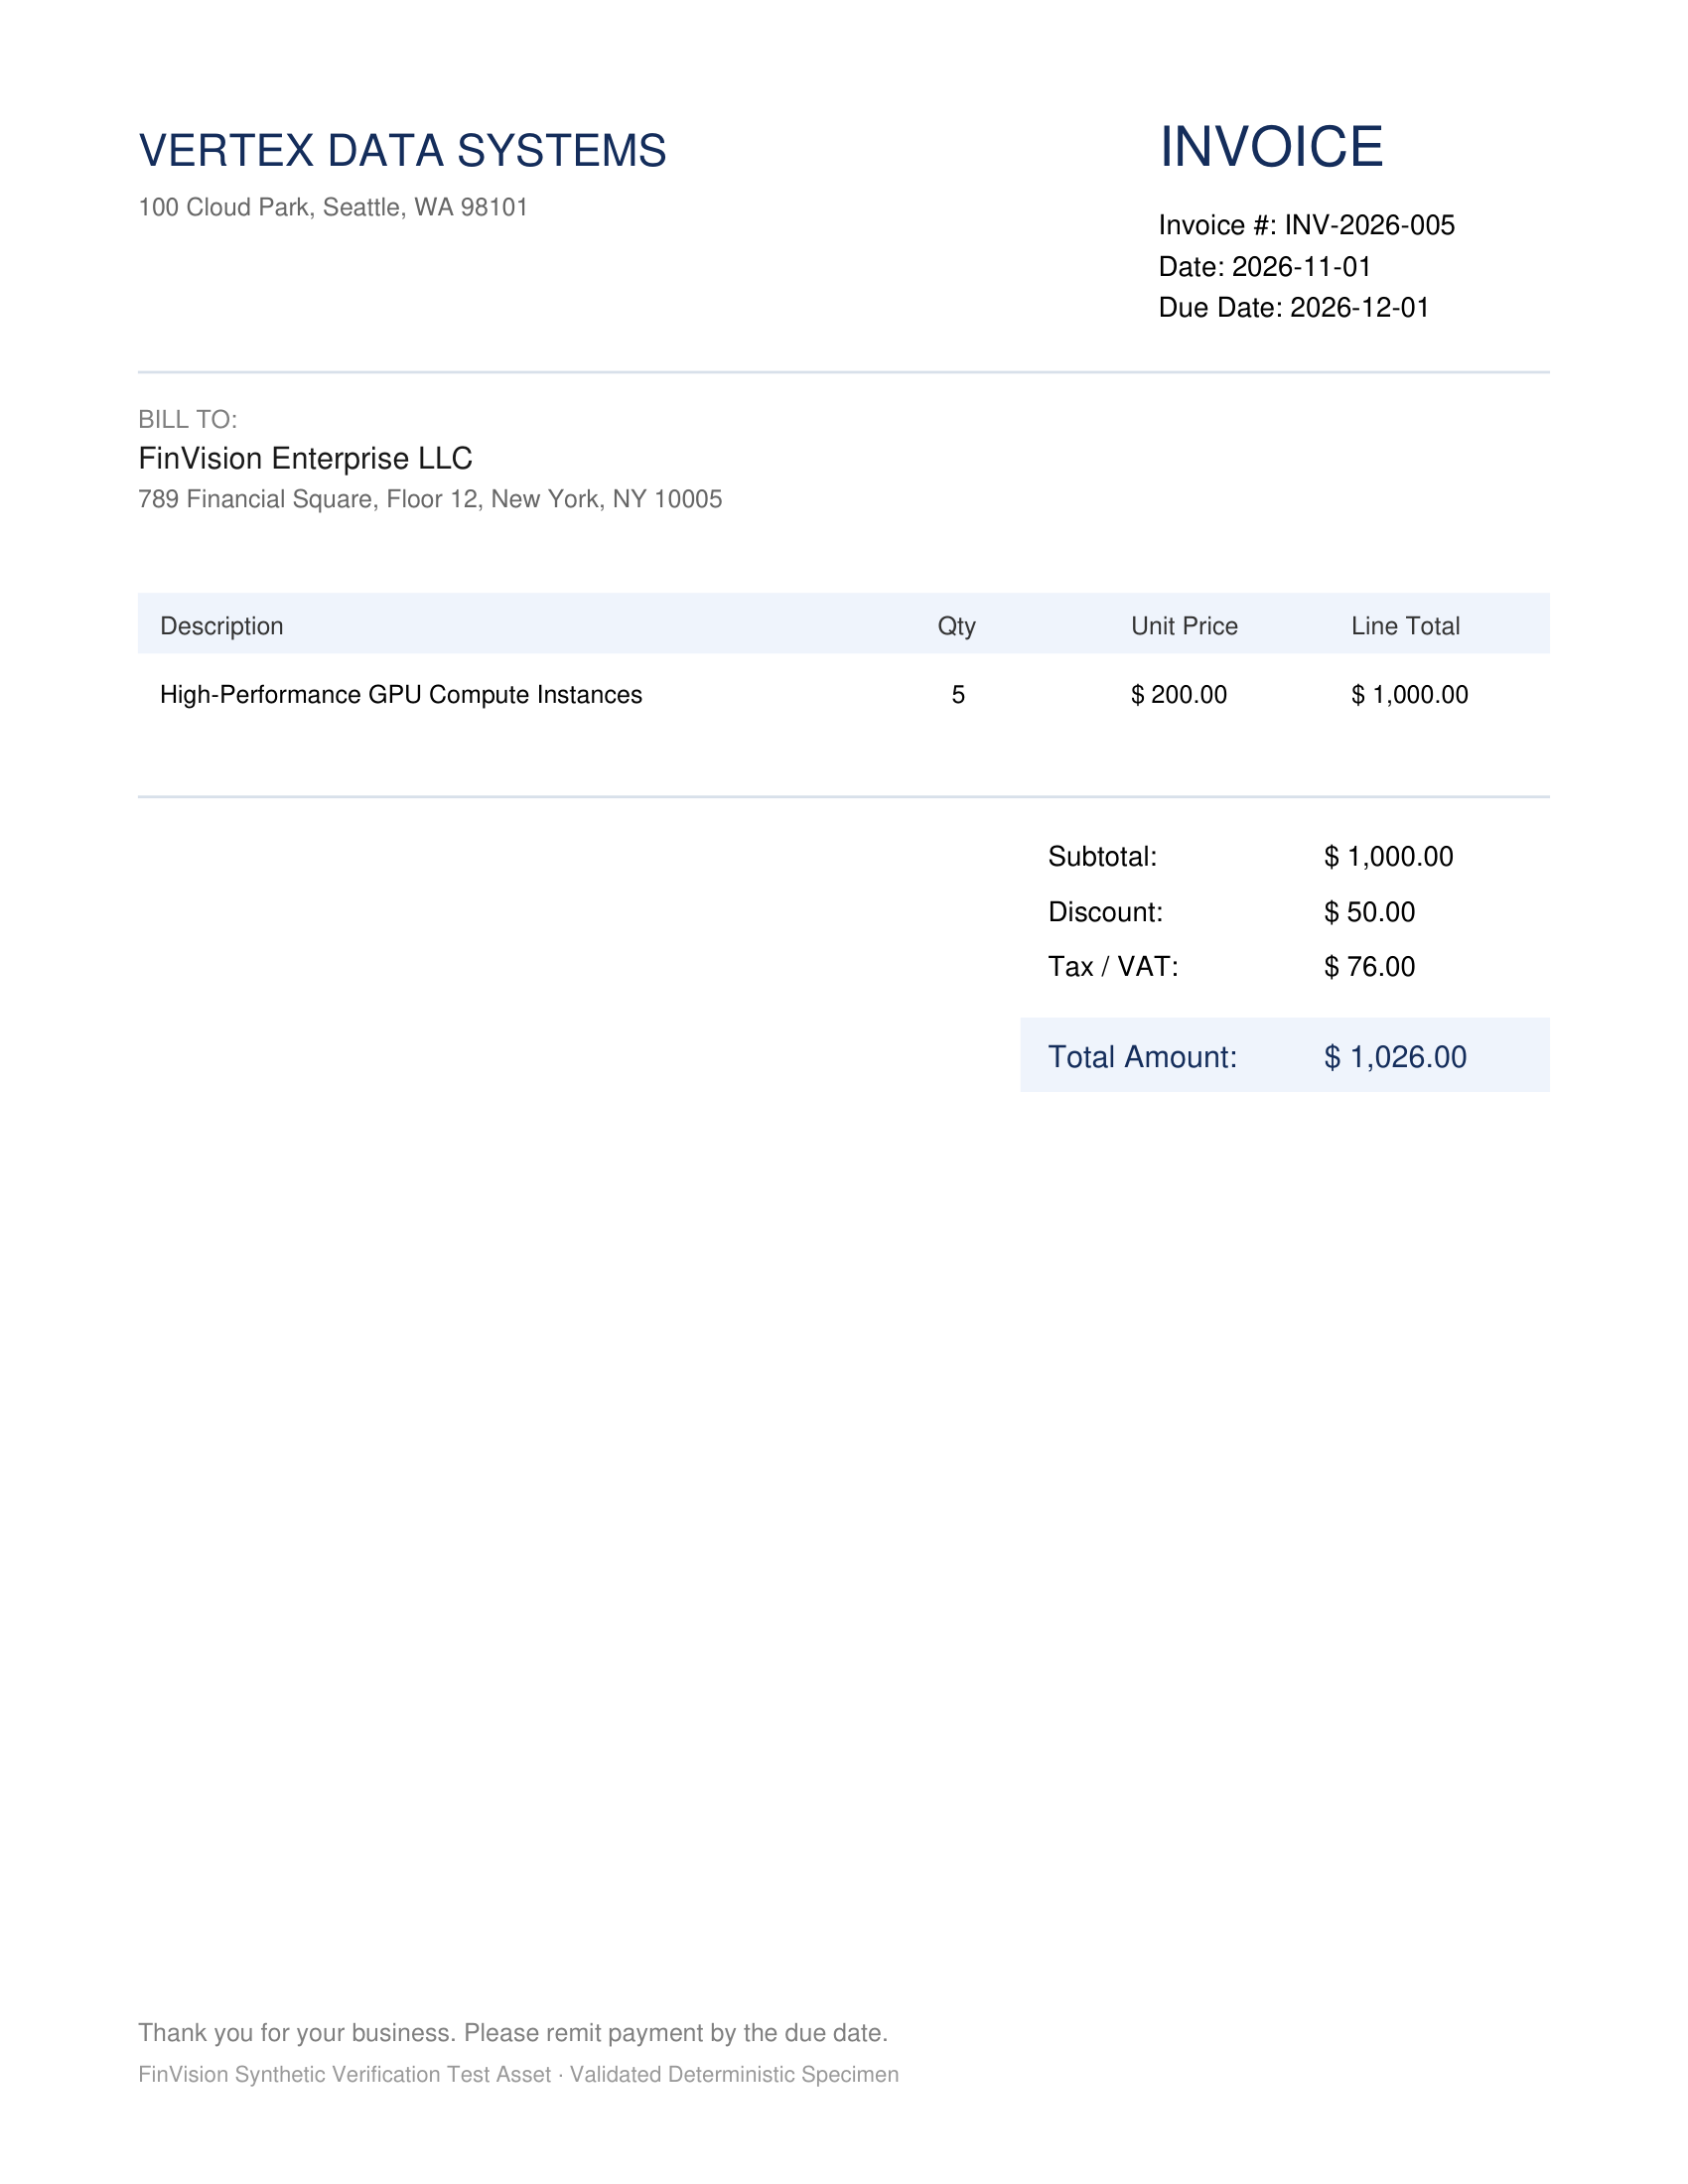 VERTEX DATA SYSTEMS
100 Cloud Park, Seattle, WA 98101
INVOICE
Invoice #: INV-2026-005
Date: 2026-11-01
Due Date: 2026-12-01
BILL TO:
FinVision Enterprise LLC
789 Financial Square, Floor 12, New York, NY 10005
Description Qty Unit Price Line Total
High-Performance GPU Compute Instances 5 $ 200.00 $ 1,000.00
Subtotal: $ 1,000.00
Discount: $ 50.00
Tax / VAT: $ 76.00
Total Amount: $ 1,026.00
Thank you for your business. Please remit payment by the due date.
FinVision Synthetic Verification Test Asset · Validated Deterministic Specimen